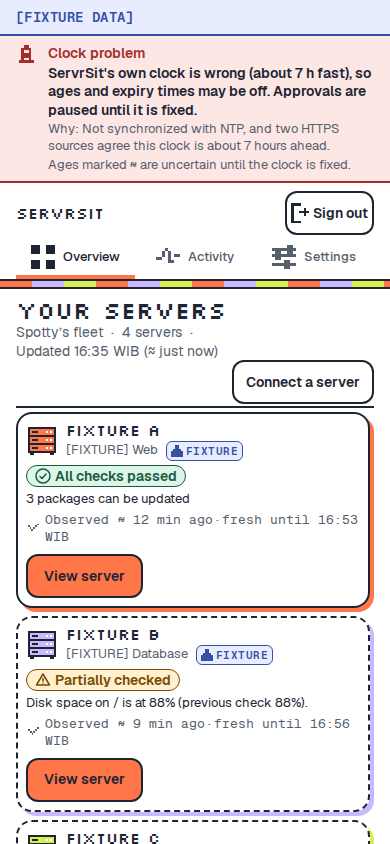 [FIXTURE DATA]
Clock problem
ServrSit's own clock is wrong (about 7 h fast), so
ages and expiry times may be off. Approvals are
paused until it is fixed.
Why: Not synchronized with NTP, and two HTTPS
sources agree this clock is about 7 hours ahead.
Ages marked ≈ are uncertain until the clock is fixed.
SERVRSIT
Sign out
Overview
Activity
Settings
YOUR SERVERS
Spotty's fleet · 4 servers ·
Updated 16:35 WIB (≈ just now)
Connect a server
FIXTURE A
[FIXTURE] Web FIXTURE
All checks passed
3 packages can be updated
Observed ≈ 12 min ago·fresh until 16:53
WIB
View server
FIXTURE B
[FIXTURE] Database FIXTURE
Partially checked
Disk space on / is at 88% (previous check 88%).
Observed ≈ 9 min ago·fresh until 16:56
WIB
View server
FIXTURE C